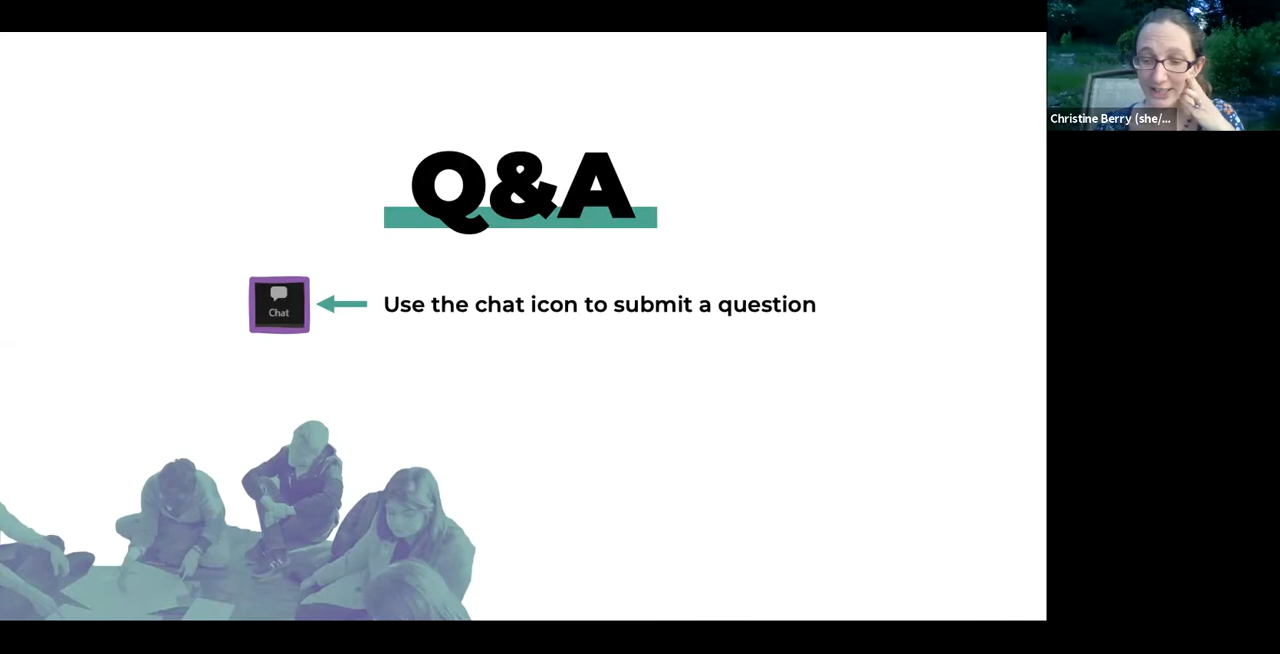 Q&A
Chat
Use the chat icon to submit a question
Christine Berry (she/...